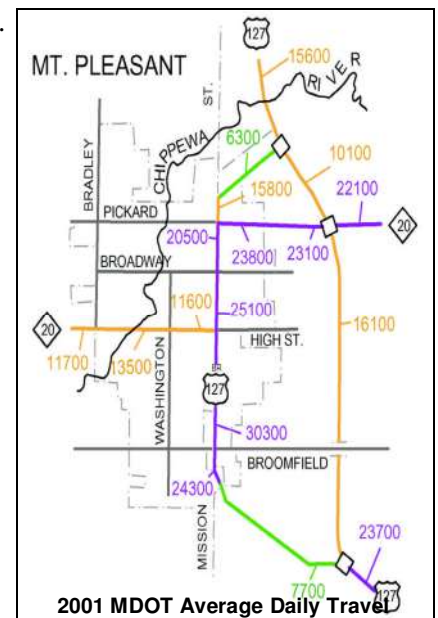 .
127
15600
MT. PLEASANT
RIVER
ST.
CHIPPEWA
6300
10100
BRADLEY
15800
22100
PICKARD
20500
23800
23100
20
BROADWAY
11600
25100
16100
20
HIGH ST.
11700
13500
WASHINGTON
BR
127
30300
BROOMFIELD
24300
MISSION
23700
7700
127
2001 MDOT Average Daily Travel